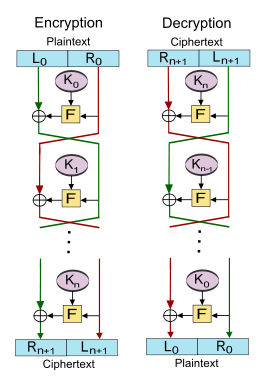 Encryption
Plaintext
L0 R0
K0
F
K1
F
Kn
F
Rn+1 Ln+1
Ciphertext
Decryption
Ciphertext
Rn+1 Ln+1
Kn
F
Kn-1
F
K0
F
L0 R0
Plaintext